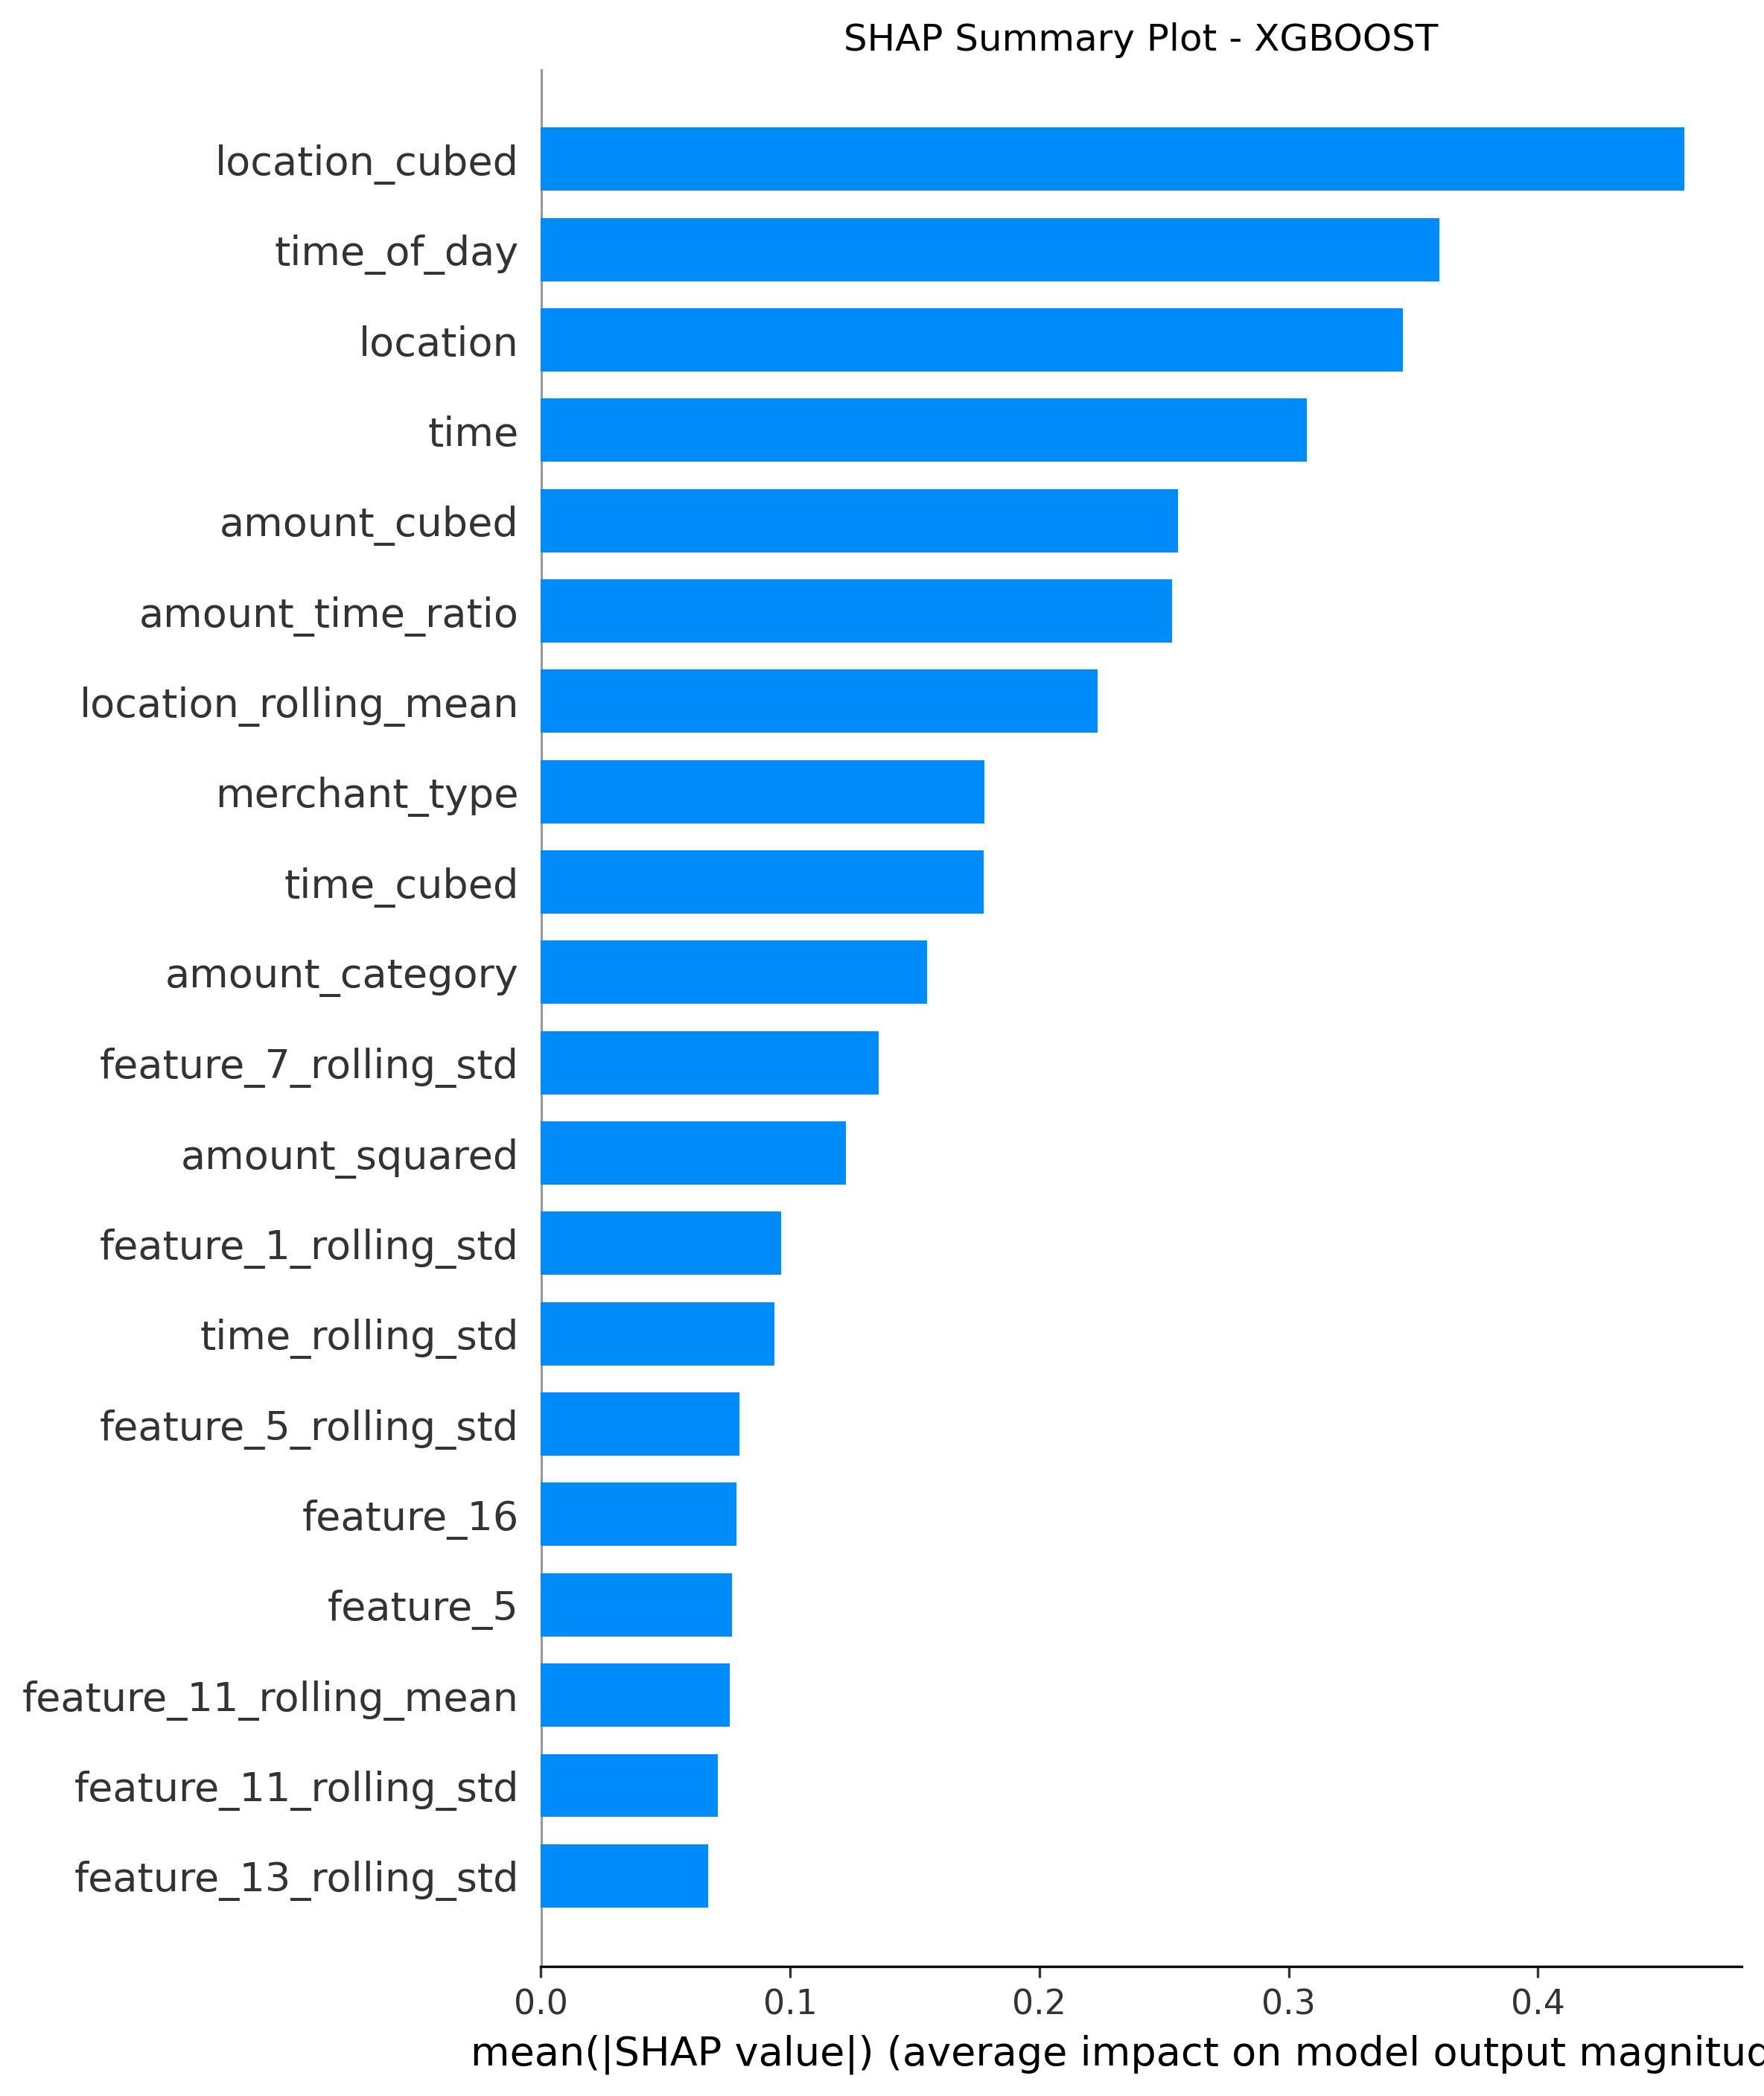 SHAP Summary Plot - XGBOOST
location_cubed
time_of_day
location
time
amount_cubed
amount_time_ratio
location_rolling_mean
merchant_type
time_cubed
amount_category
feature_7_rolling_std
amount_squared
feature_1_rolling_std
time_rolling_std
feature_5_rolling_std
feature_16
feature_5
feature_11_rolling_mean
feature_11_rolling_std
feature_13_rolling_std
0.0 0.1 0.2 0.3 0.4
mean(|SHAP value|) (average impact on model output magnitud